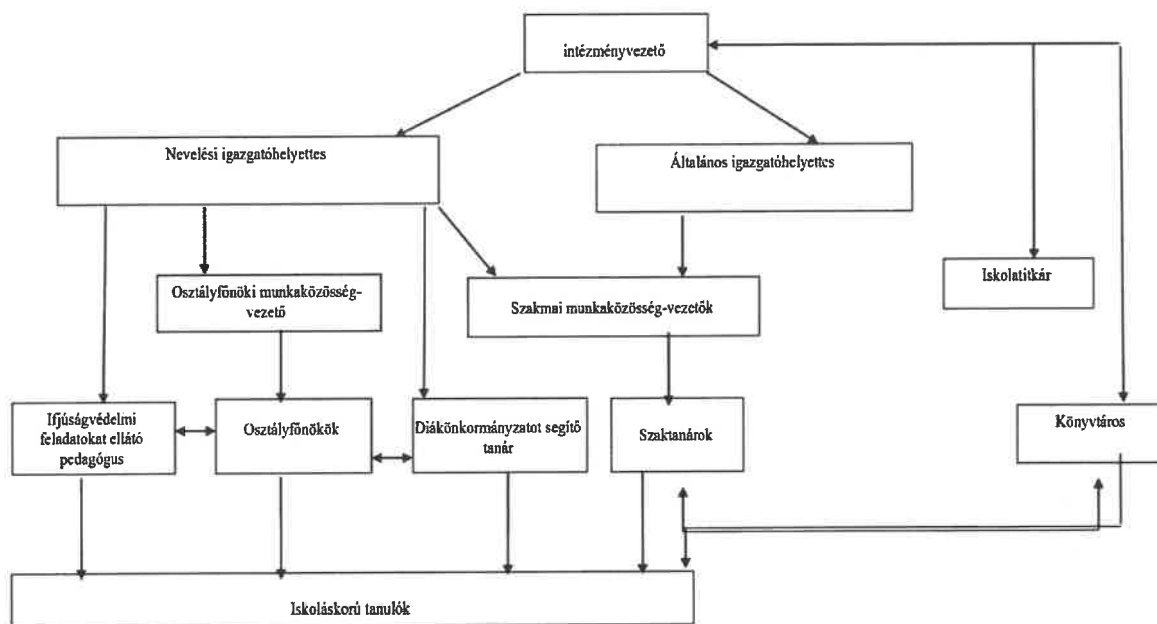 intézményvezető
Nevelési igazgatóhelyettes
Általános igazgatóhelyettes
Iskolatitkár
Osztályfőnöki munkaközösség-
vezető
Szakmai munkaközösség-vezetők
Ifjúságvédelmi
feladatokat ellátó
pedagógus
Osztályfőnökök
Diákönkormányzatot segítő
tanár
Szaktanárok
Könyvtáros
Iskoláskorú tanulók